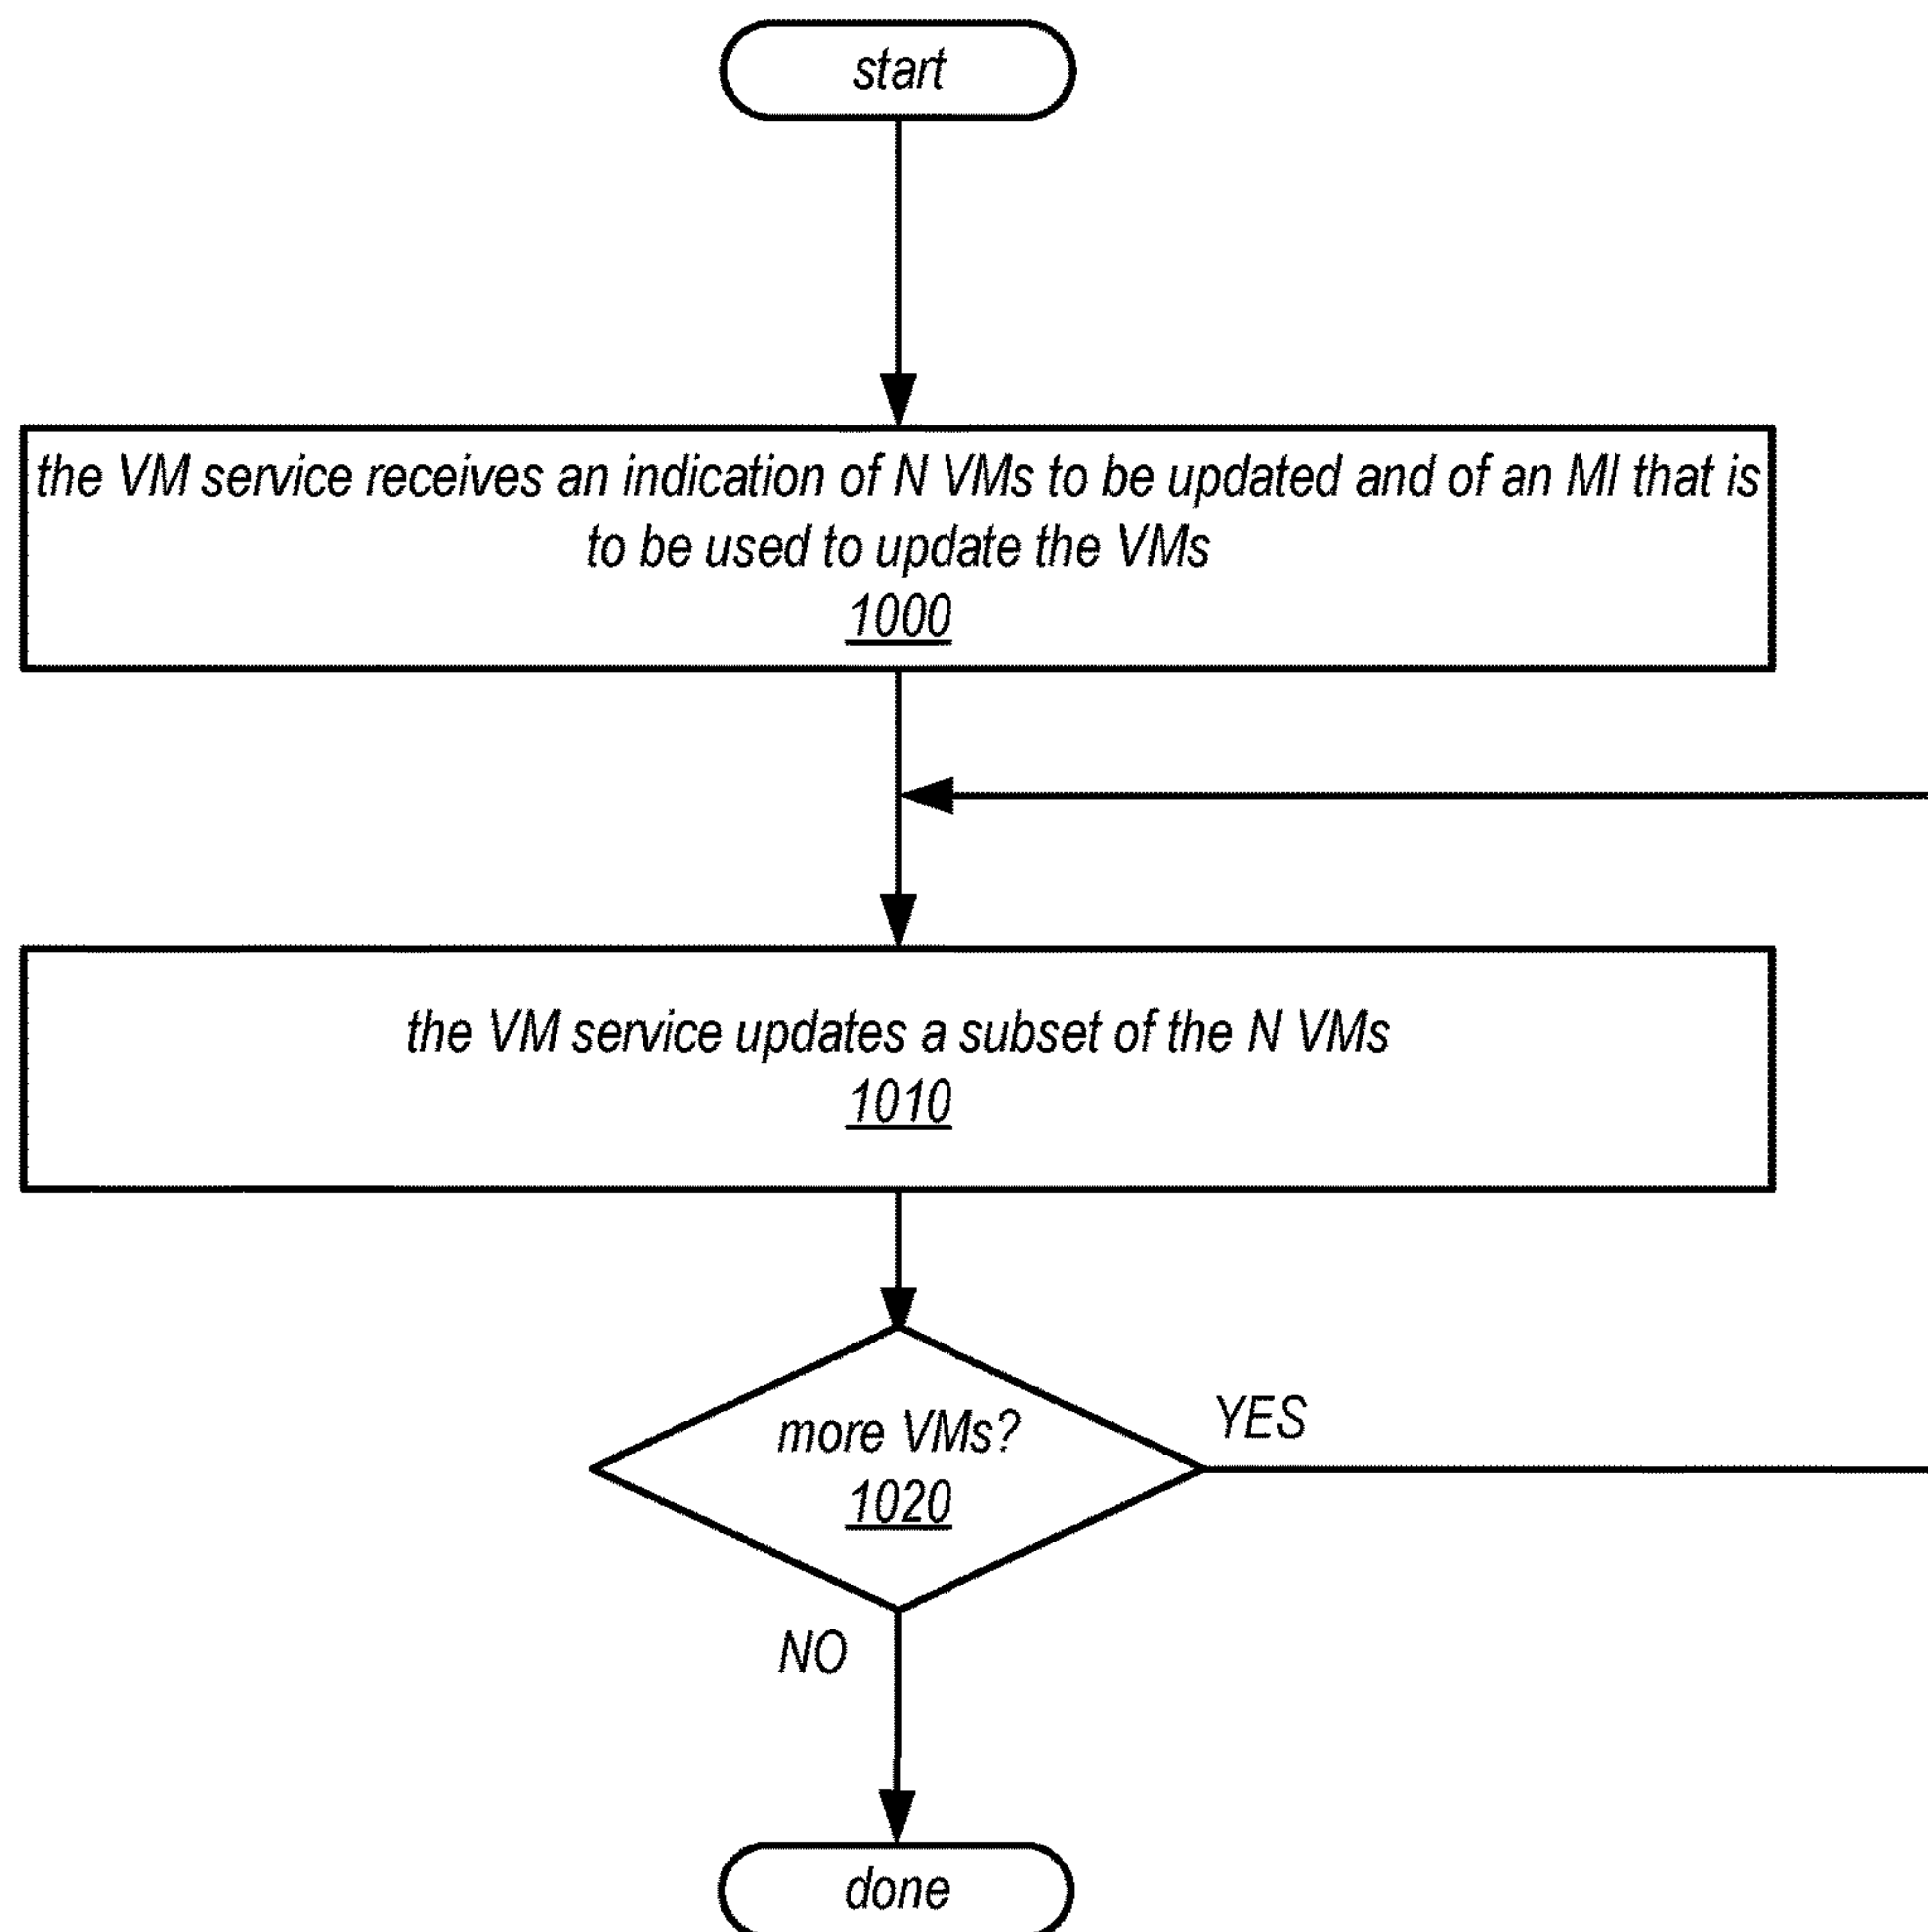 start
the VM service receives an indication of N VMs to be updated and of an MI that is
to be used to update the VMs
1000
the VM service updates a subset of the N VMs
1010
more VMs?
1020
YES
NO
done